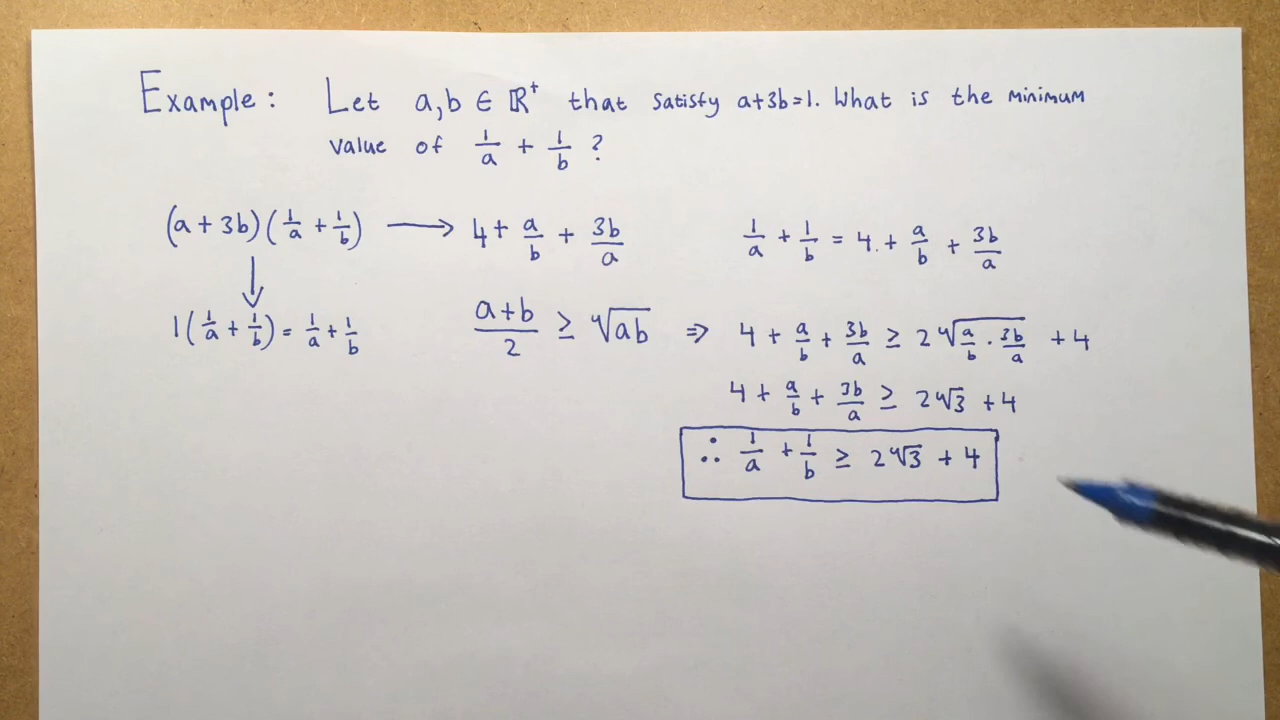 Example: Let a,b ∈ ℝ⁺ that satisfy a+3b=1. What is the minimum
value of 1/a + 1/b ?
(a+3b)(1/a + 1/b) ⟶ 4 + a/b + 3b/a
↓
1(1/a + 1/b) = 1/a + 1/b
(a+b)/2 ≥ √(ab) ⇒
1/a + 1/b = 4 + a/b + 3b/a
4 + a/b + 3b/a ≥ 2√(a/b · 3b/a) + 4
4 + a/b + 3b/a ≥ 2√3 + 4
∴ 1/a + 1/b ≥ 2√3 + 4